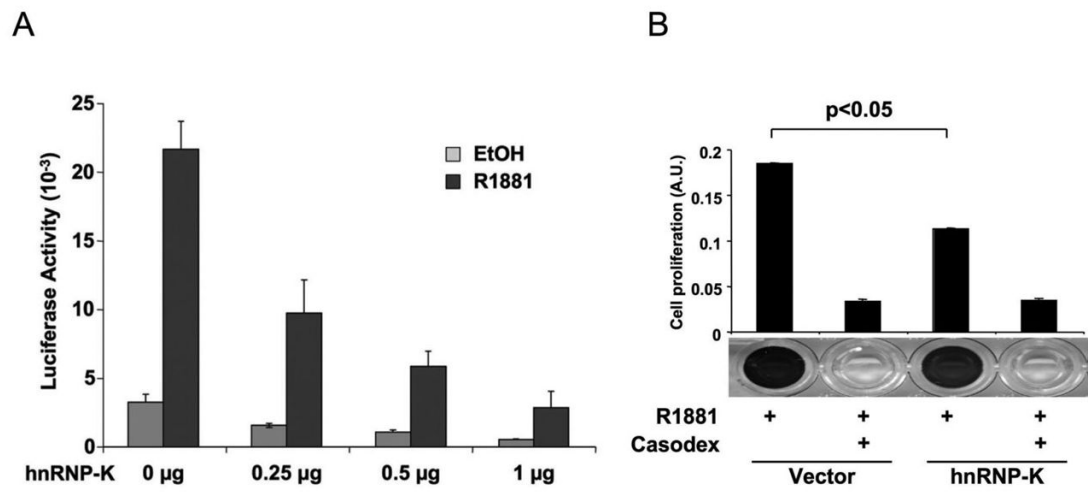 A
Luciferase Activity (10⁻³)
25
20
15
10
5
0
EtOH
R1881
hnRNP-K 0 µg 0.25 µg 0.5 µg 1 µg
B
p<0.05
Cell proliferation (A.U.)
0.2
0.15
0.1
0.05
0
R1881 + + + +
Casodex + +
Vector hnRNP-K